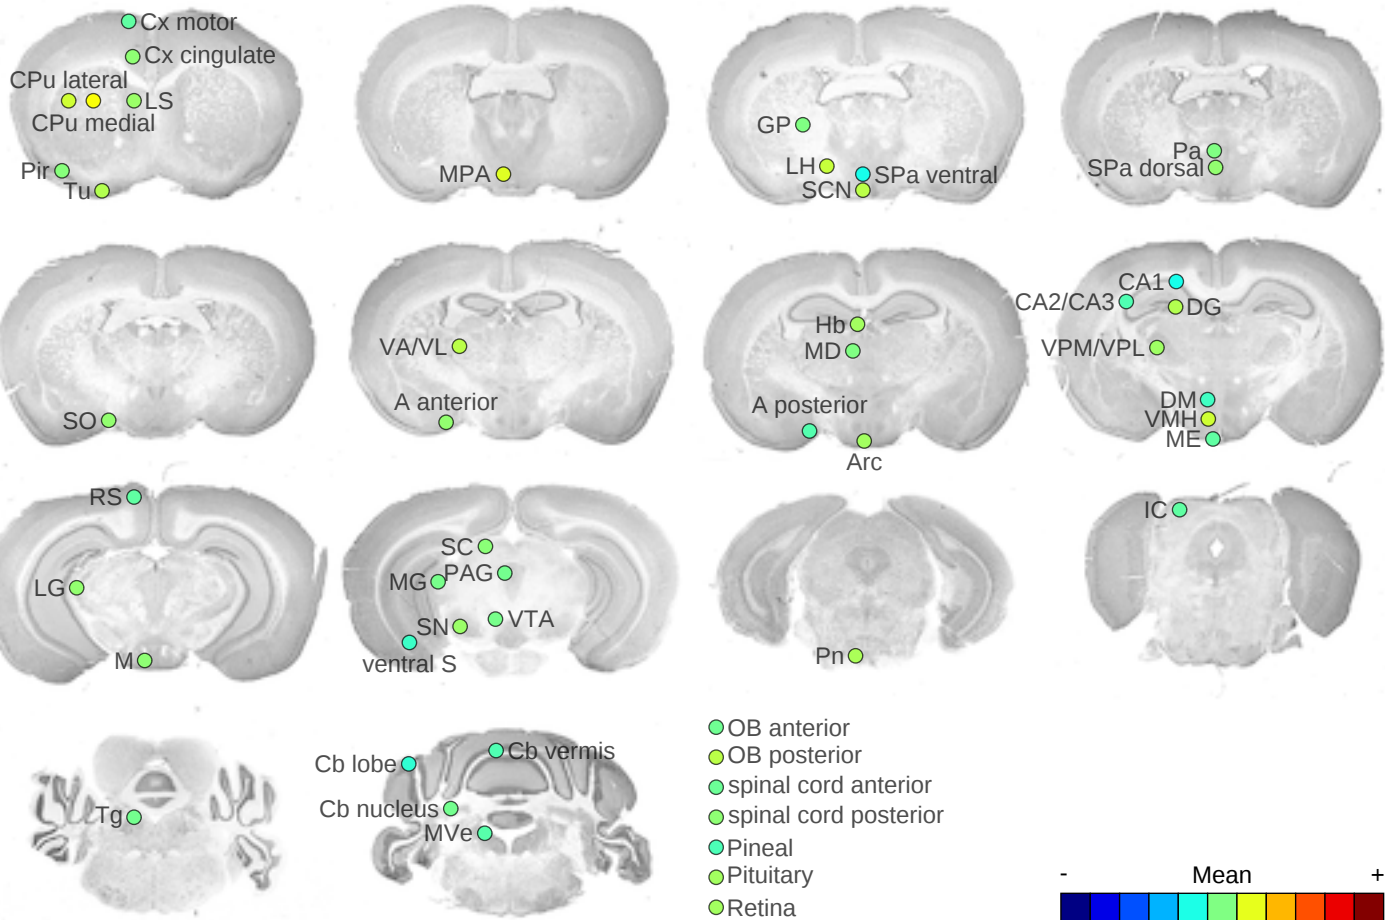 Cx motor
Cx cingulate
CPu lateral
LS
CPu medial
Pir
Tu
MPA
GP
LH
SPa ventral
SCN
Pa
SPa dorsal
SO
VA/VL
A anterior
Hb
MD
A posterior
Arc
CA1
CA2/CA3
DG
VPM/VPL
DM
VMH
ME
RS
LG
M
SC
MG
PAG
SN
VTA
ventral S
Pn
IC
Tg
Cb lobe
Cb vermis
Cb nucleus
MVe
OB anterior
OB posterior
spinal cord anterior
spinal cord posterior
Pineal
Pituitary
Retina
- Mean +